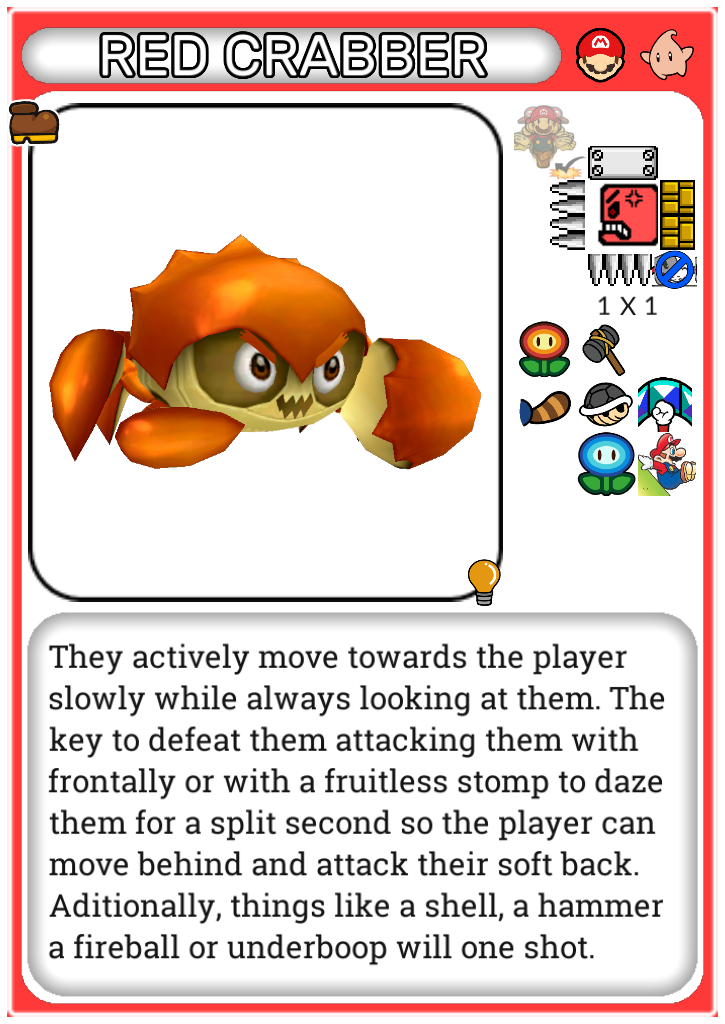 RED CRABBER
1 X 1
They actively move towards the player
slowly while always looking at them. The
key to defeat them attacking them with
frontally or with a fruitless stomp to daze
them for a split second so the player can
move behind and attack their soft back.
Aditionally, things like a shell, a hammer
a fireball or underboop will one shot.